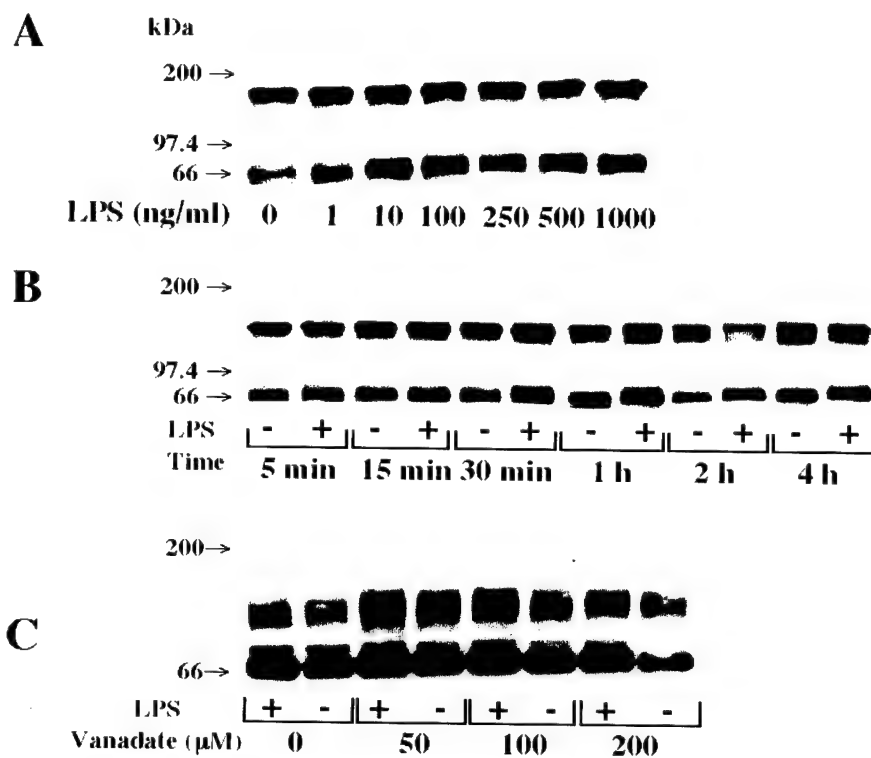 A
kDa
200 →
97.4 →
66 →
LPS (ng/ml) 0 1 10 100 250 500 1000
B
200 →
97.4 →
66 →
LPS - + - + - + - + - + - +
Time 5 min 15 min 30 min 1 h 2 h 4 h
200→
C
66→
LPS + - + - + - + -
Vanadate (μM) 0 50 100 200